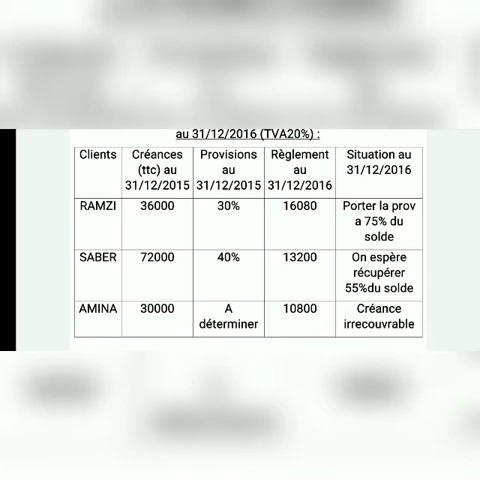 au 31/12/2016 (TVA20%) :
Clients Créances (ttc) au 31/12/2015 Provisions au 31/12/2015 Règlement au 31/12/2016 Situation au 31/12/2016
RAMZI 36000 30% 16080 Porter la prov a 75% du solde
SABER 72000 40% 13200 On espère récupérer 55%du solde
AMINA 30000 A déterminer 10800 Créance irrecouvrable